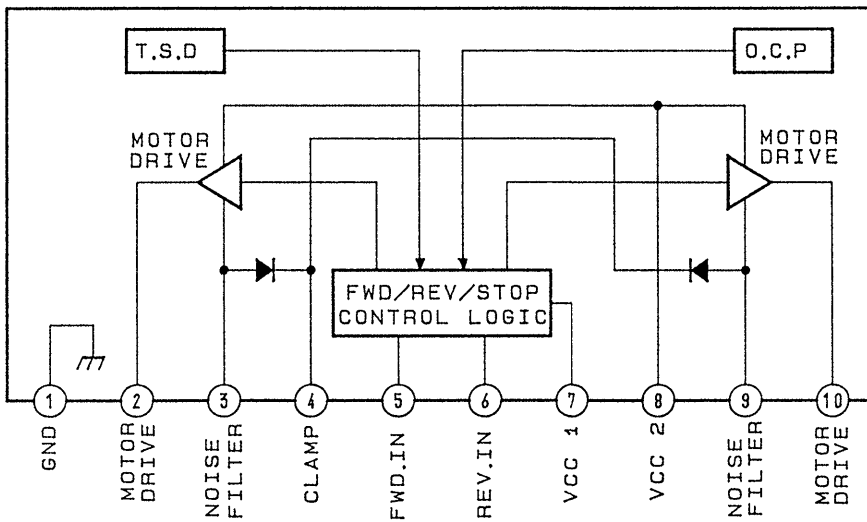 T.S.D
O.C.P
MOTOR
DRIVE
MOTOR
DRIVE
FWD/REV/STOP
CONTROL LOGIC
1
2
3
4
5
6
7
8
9
10
GND
MOTOR
DRIVE
NOISE
FILTER
CLAMP
FWD.IN
REV.IN
VCC 1
VCC 2
NOISE
FILTER
MOTOR
DRIVE